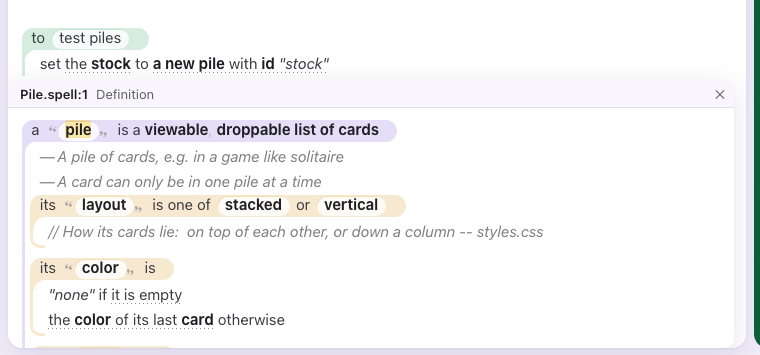 to test piles
set the stock to a new pile with id "stock"
Pile.spell:1 Definition
a “ pile „ is a viewable, droppable list of cards
— A pile of cards, e.g. in a game like solitaire
— A card can only be in one pile at a time
its “ layout „ is one of stacked or vertical
// How its cards lie: on top of each other, or down a column -- styles.css
its “ color „ is
"none" if it is empty
the color of its last card otherwise